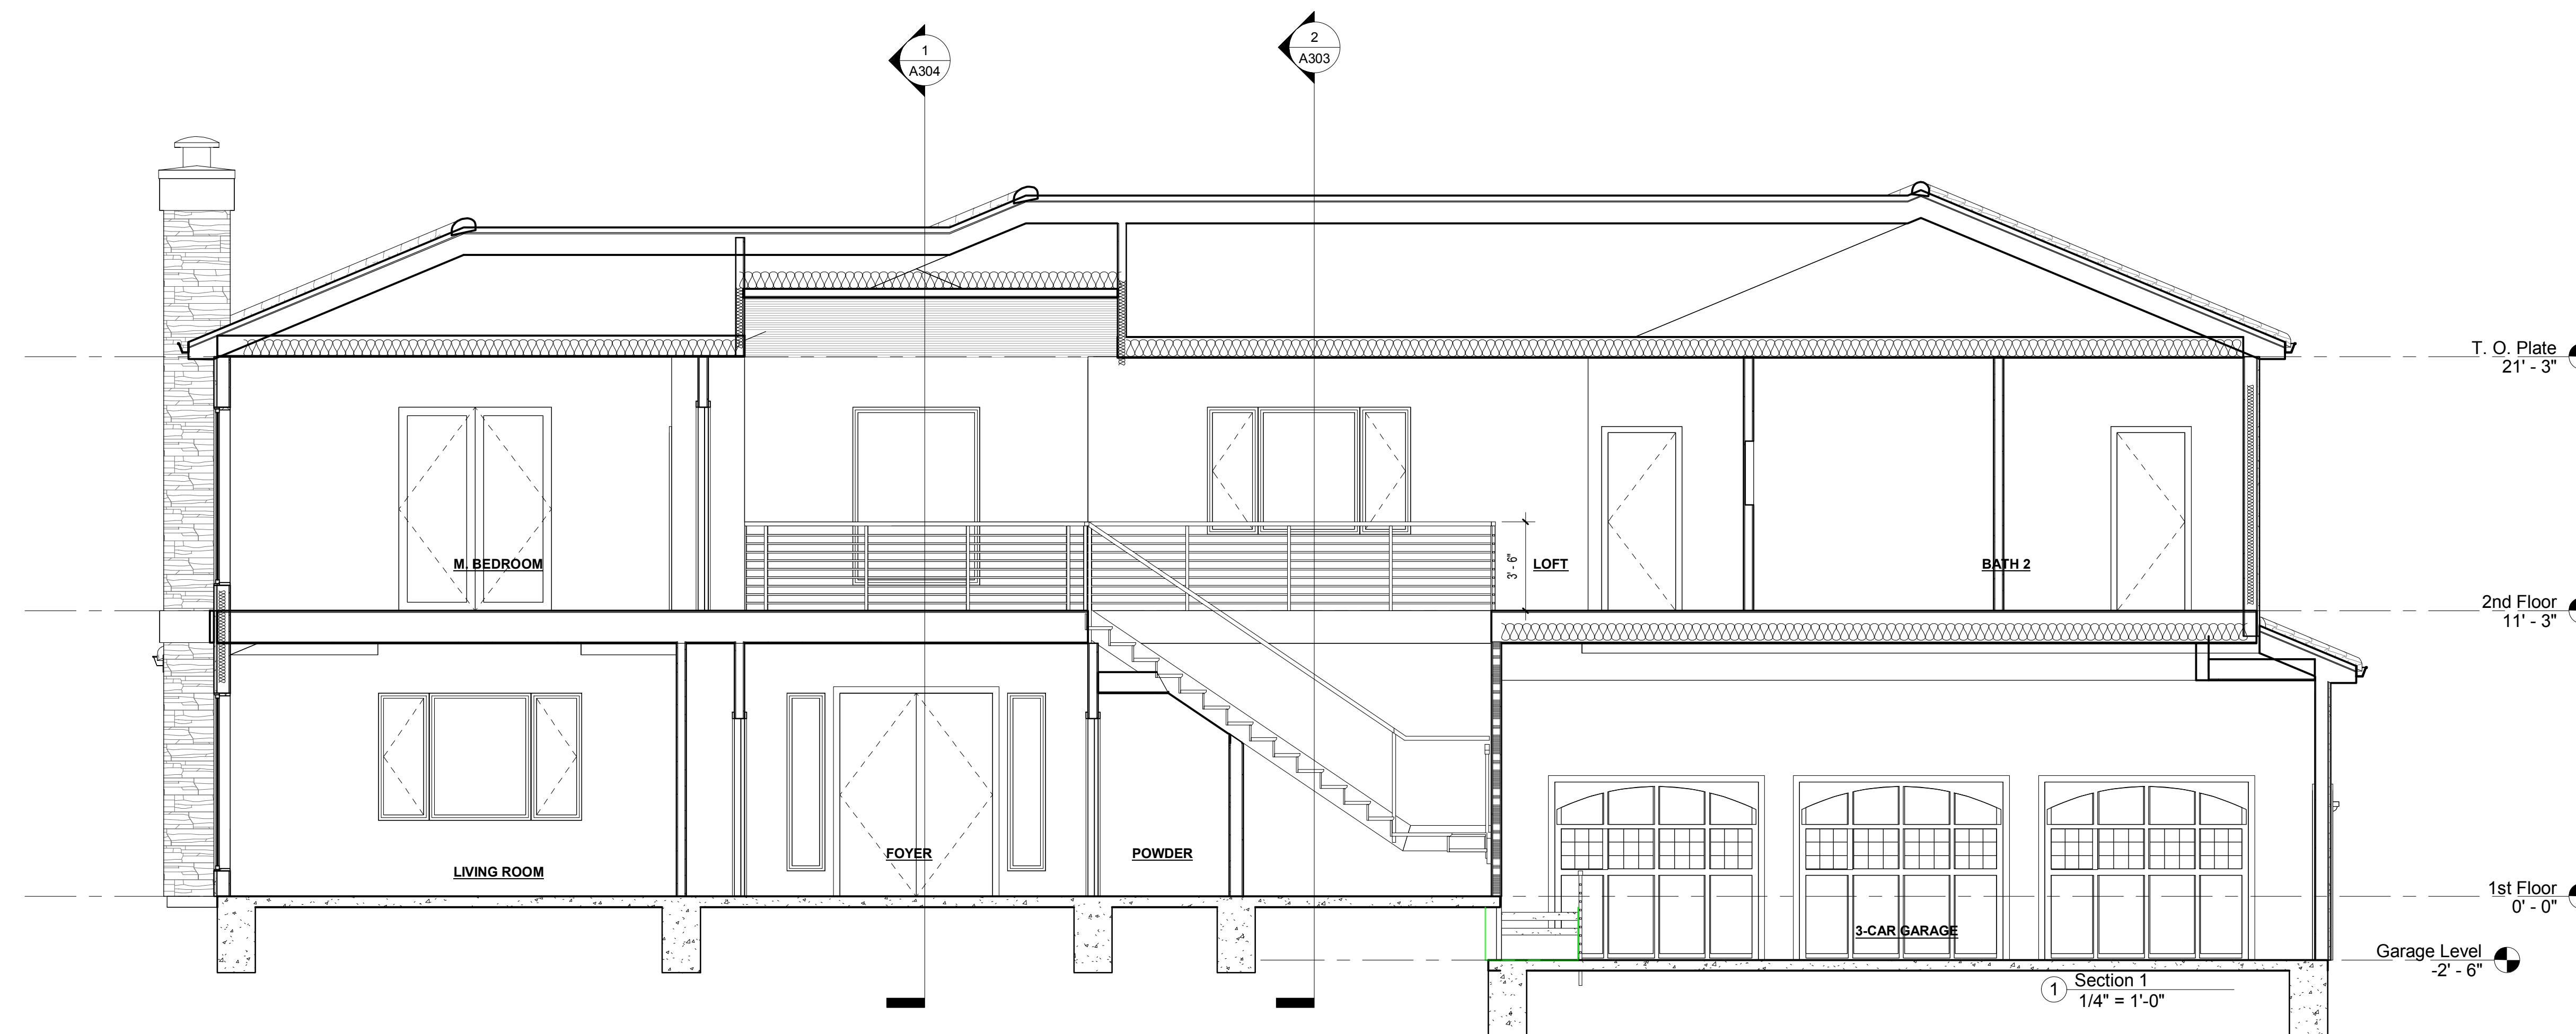 1
A304
2
A303
T. O. Plate
21' - 3"
3' - 6"
M. BEDROOM
LOFT
BATH 2
2nd Floor
11' - 3"
LIVING ROOM
FOYER
POWDER
1st Floor
0' - 0"
3-CAR GARAGE
Garage Level
-2' - 6"
1
Section 1
1/4" = 1'-0"